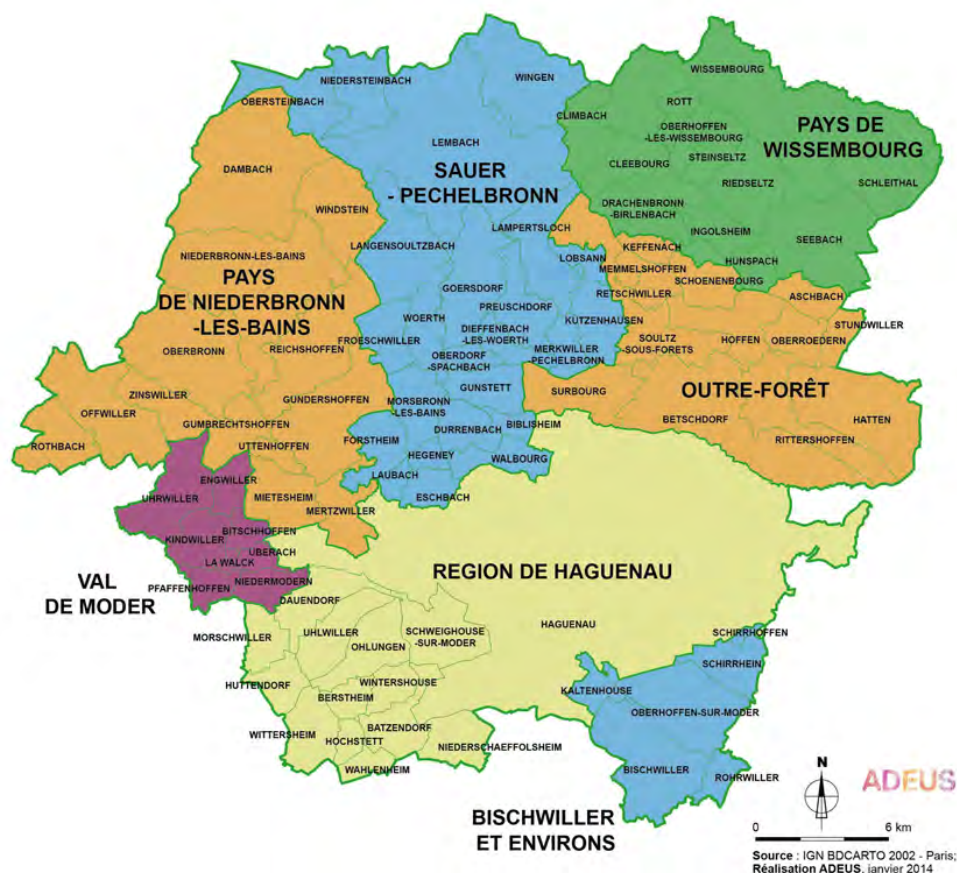 NIEDERSTEINBACH
WINGEN
WISSEMBOURG
OBERSTEINBACH
ROTT
CLIMBACH
OBERHOFFEN
-LES-WISSEMBOURG
PAYS DE
WISSEMBOURG
LEMBACH
STEINSELTZ
CLEEBOURG
DAMBACH
SAUER
- PECHELBRONN
RIEDSELTZ
SCHLEITHAL
WINDSTEIN
DRACHENBRONN
-BIRLENBACH
LAMPERTSLOCH
INGOLSHEIM
SEEBACH
LANGENSOULTZBACH
KEFFENACH
NIEDERBRONN-LES-BAINS
LOBSANN
HUNSPACH
MEMMELSHOFFEN
PAYS
DE NIEDERBRONN
-LES-BAINS
SCHOENENBOURG
GOERSDORF
RETSCHWILLER
ASCHBACH
PREUSCHDORF
WOERTH
KUTZENHAUSEN
STUNDWILLER
DIEFFENBACH
-LES-WOERTH
SOULTZ
-SOUS-FORETS
HOFFEN
OBERROEDERN
FROESCHWILLER
OBERBRONN
REICHSHOFFEN
MERKWILLER
-PECHELBRONN
OBERDORF
-SPACHBACH
GUNSTETT
SURBOURG
OUTRE-FORÊT
ZINSWILLER
GUNDERSHOFFEN
MORSBRONN
-LES-BAINS
OFFWILLER
BETSCHDORF
HATTEN
GUMBRECHTSHOFFEN
DURRENBACH
BIBLISHEIM
RITTERSHOFFEN
ROTHBACH
UTTENHOFFEN
FORSTHEIM
HEGENEY
WALBOURG
LAUBACH
ENGWILLER
UHRWILLER
MIETESHEIM
ESCHBACH
MERTZWILLER
BITSCHHOFFEN
KINDWILLER
UBERACH
LA WALCK
VAL
DE MODER
NIEDERMODERN
PFAFFENHOFFEN
REGION DE HAGUENAU
DAUENDORF
MORSCHWILLER
UHLWILLER
SCHWEIGHOUSE
-SUR-MODER
HAGUENAU
OHLUNGEN
SCHIRRHOFFEN
SCHIRRHEIN
HUTTENDORF
WINTERSHOUSE
KALTENHOUSE
BERSTHEIM
OBERHOFFEN-SUR-MODER
BATZENDORF
WITTERSHEIM
HOCHSTETT
NIEDERSCHAEFFOLSHEIM
WAHLENHEIM
BISCHWILLER
ROHRWILLER
BISCHWILLER
ET ENVIRONS
N
ADEUS
0 6 km
Source : IGN BDCARTO 2002 - Paris;
Réalisation ADEUS, janvier 2014